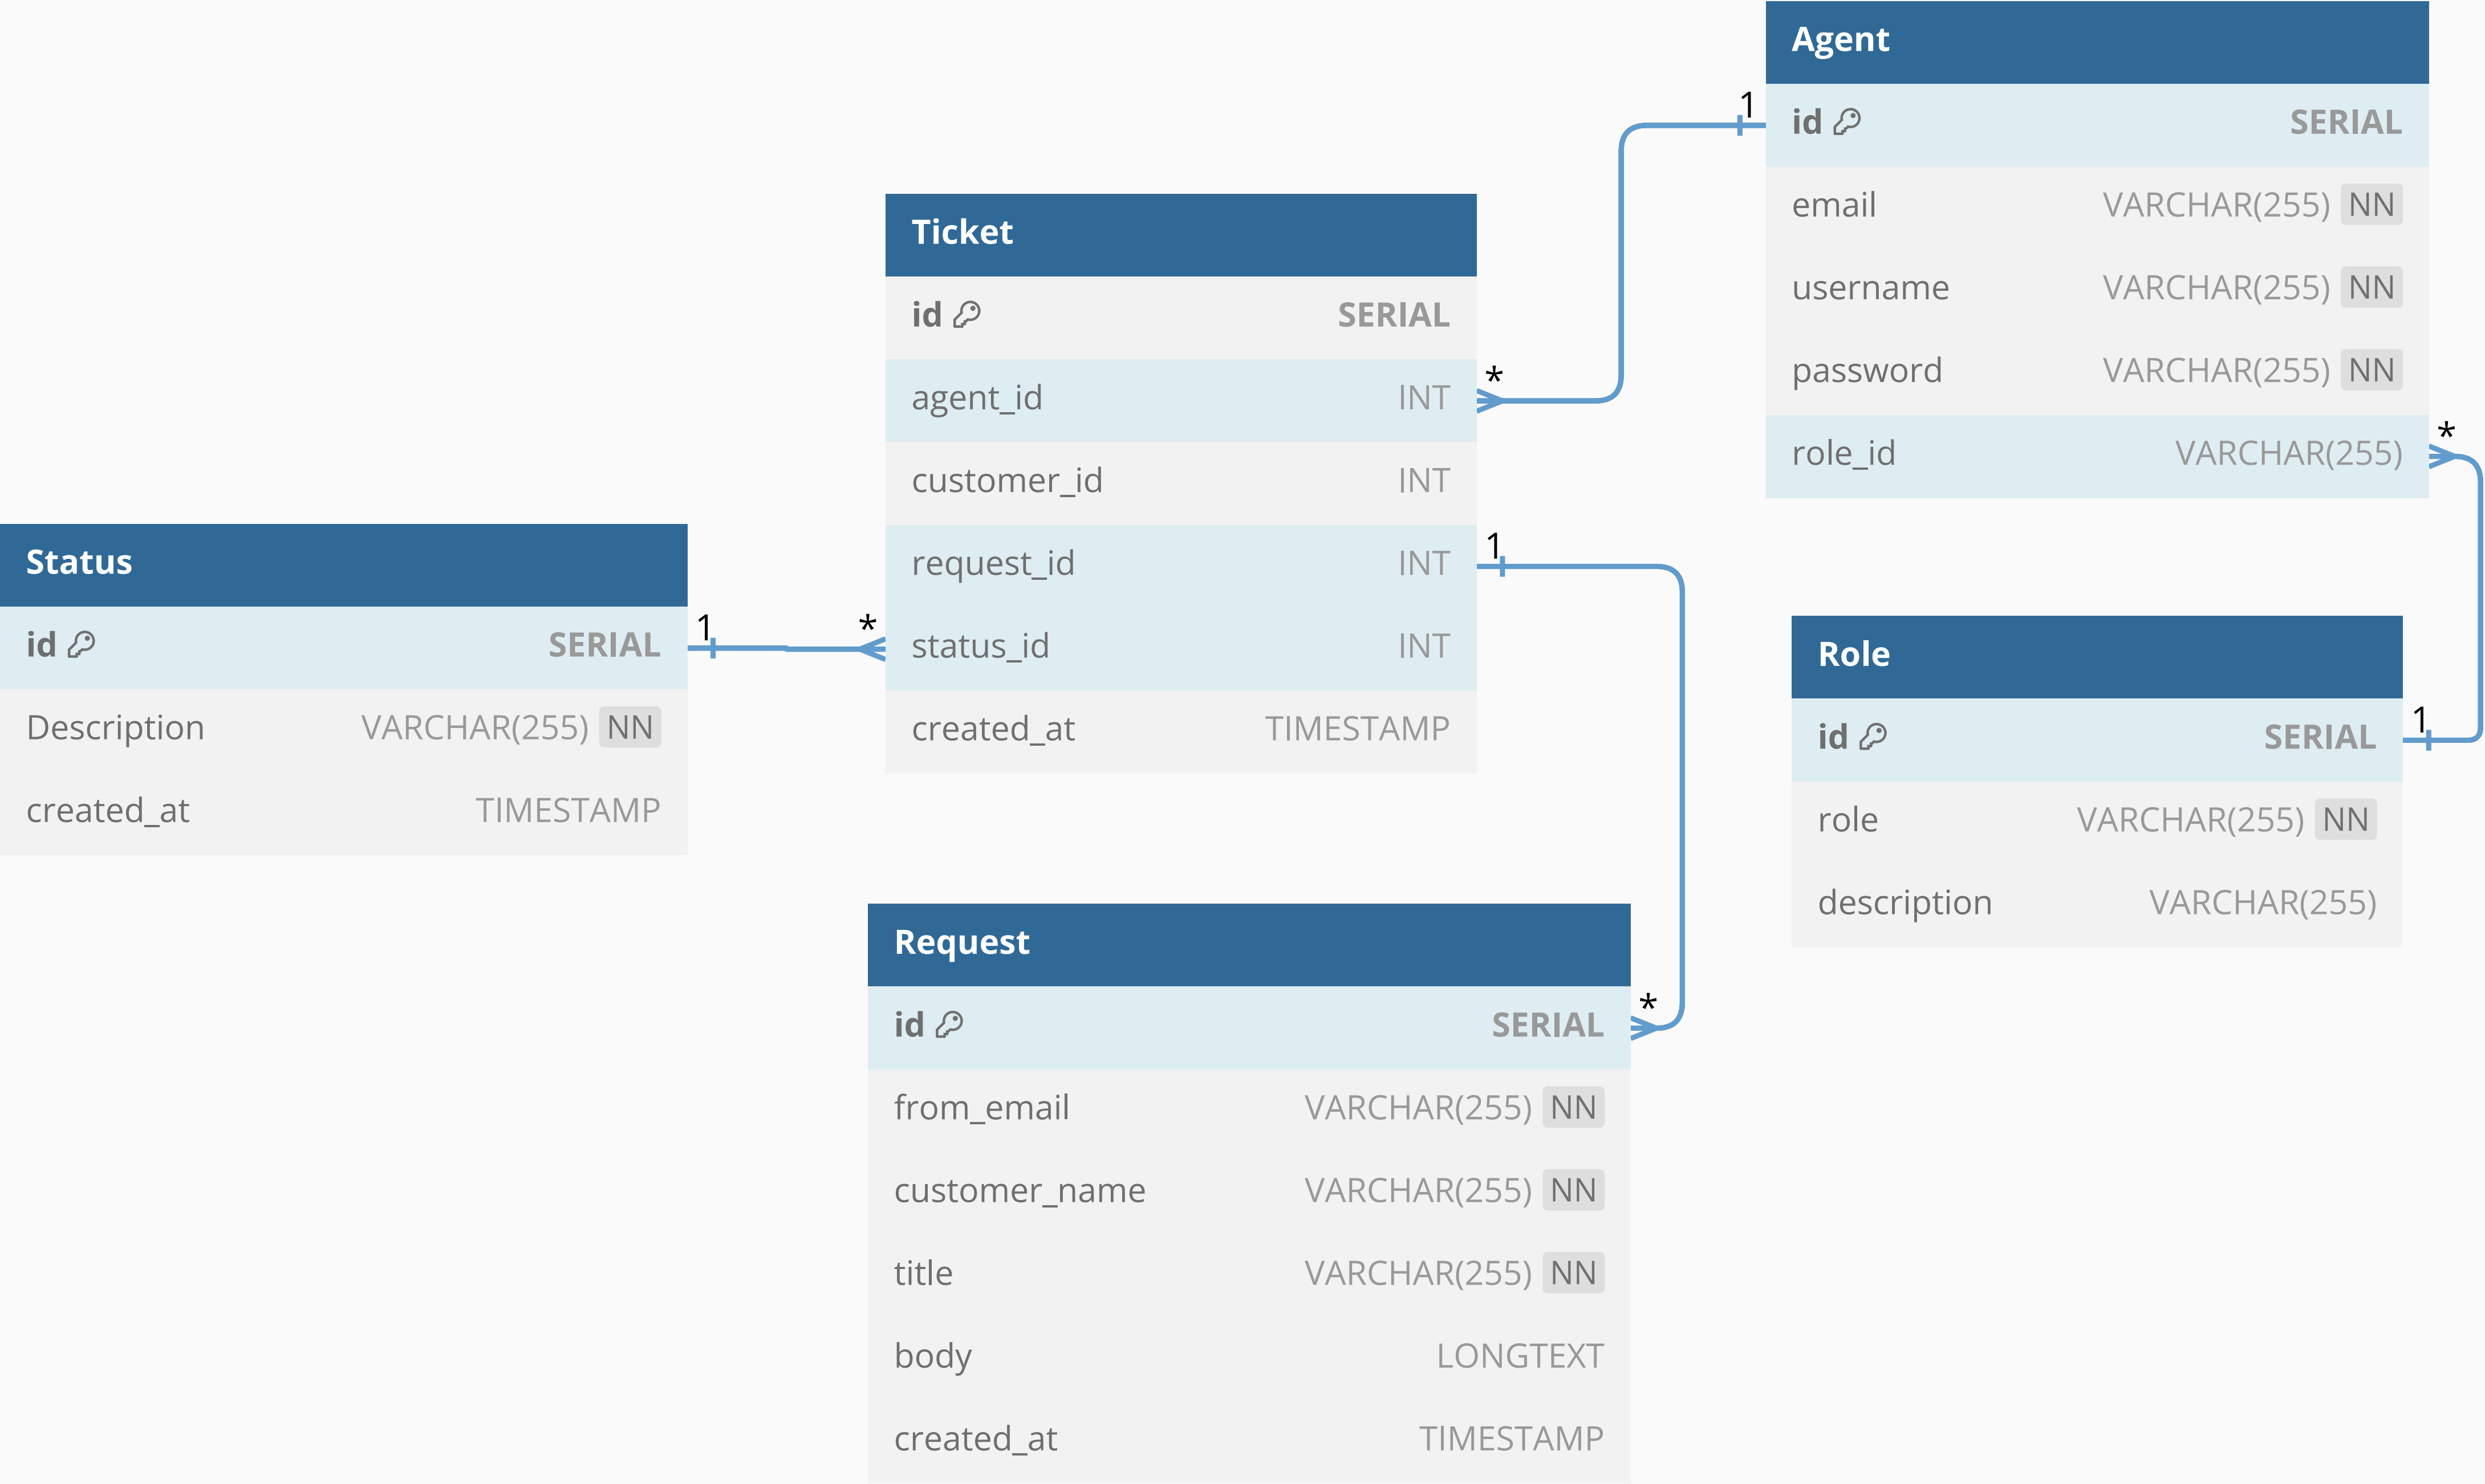 Agent
id SERIAL
email VARCHAR(255) NN
username VARCHAR(255) NN
password VARCHAR(255) NN
role_id VARCHAR(255)
1
*
Ticket
id SERIAL
agent_id INT
customer_id INT
request_id INT
status_id INT
created_at TIMESTAMP
*
1
*
Status
id SERIAL
Description VARCHAR(255) NN
created_at TIMESTAMP
1
Role
id SERIAL
role VARCHAR(255) NN
description VARCHAR(255)
1
Request
id SERIAL
from_email VARCHAR(255) NN
customer_name VARCHAR(255) NN
title VARCHAR(255) NN
body LONGTEXT
created_at TIMESTAMP
*